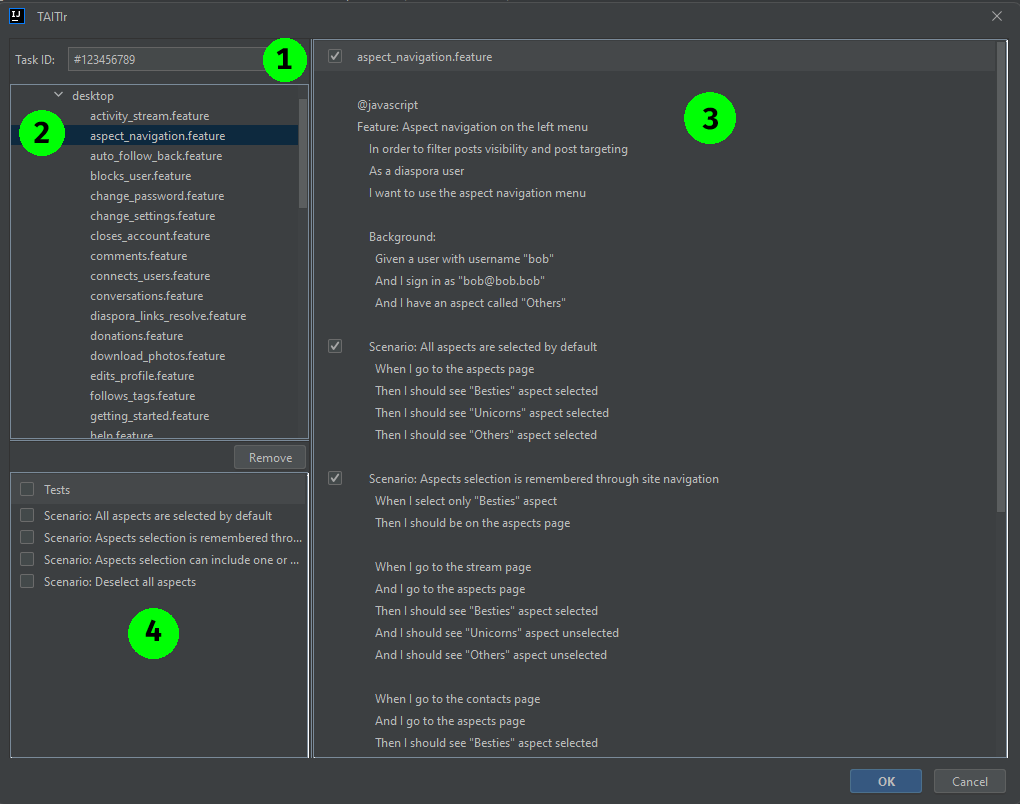 IJ TAITIr
Task ID: #123456789
1
desktop
activity_stream.feature
2
aspect_navigation.feature
auto_follow_back.feature
blocks_user.feature
change_password.feature
change_settings.feature
closes_account.feature
comments.feature
connects_users.feature
conversations.feature
diaspora_links_resolve.feature
donations.feature
download_photos.feature
edits_profile.feature
follows_tags.feature
getting_started.feature
help.feature
Remove
Tests
Scenario: All aspects are selected by default
Scenario: Aspects selection is remembered thro...
Scenario: Aspects selection can include one or ...
Scenario: Deselect all aspects
4
aspect_navigation.feature
3
@javascript
Feature: Aspect navigation on the left menu
In order to filter posts visibility and post targeting
As a diaspora user
I want to use the aspect navigation menu
Background:
Given a user with username "bob"
And I sign in as "bob@bob.bob"
And I have an aspect called "Others"
Scenario: All aspects are selected by default
When I go to the aspects page
Then I should see "Besties" aspect selected
Then I should see "Unicorns" aspect selected
Then I should see "Others" aspect selected
Scenario: Aspects selection is remembered through site navigation
When I select only "Besties" aspect
Then I should be on the aspects page
When I go to the stream page
And I go to the aspects page
Then I should see "Besties" aspect selected
And I should see "Unicorns" aspect unselected
And I should see "Others" aspect unselected
When I go to the contacts page
And I go to the aspects page
Then I should see "Besties" aspect selected
OK
Cancel